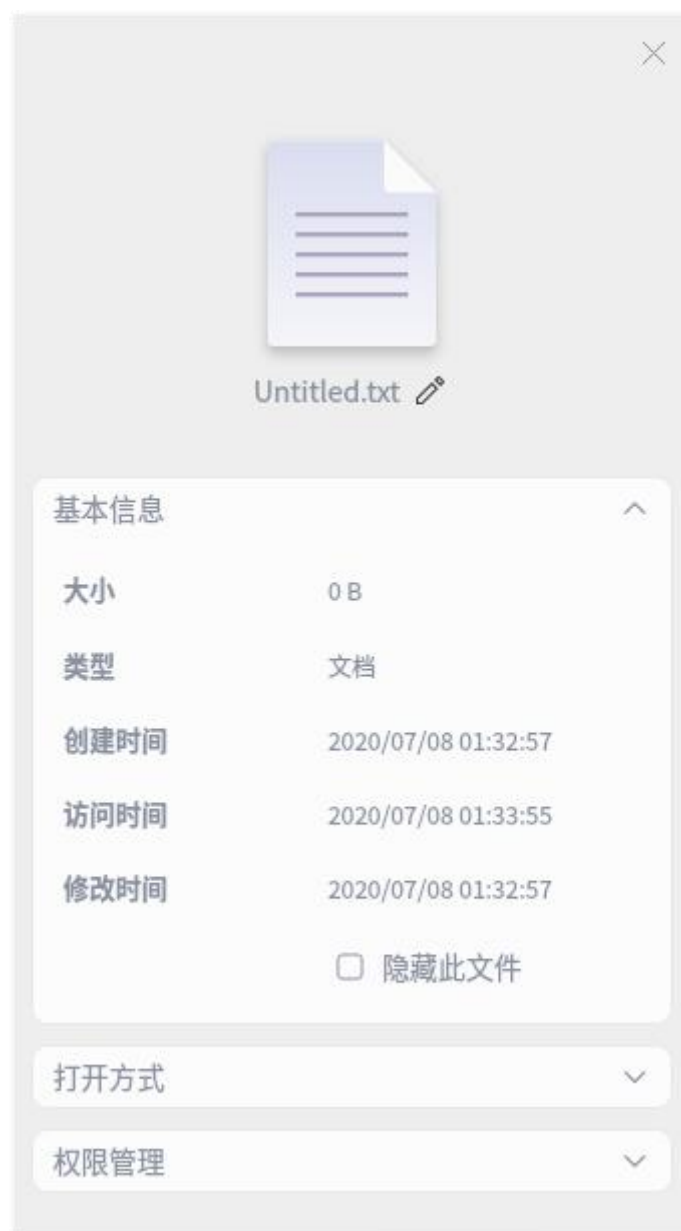 Untitled.txt
基本信息
大小 0 B
类型 文档
创建时间 2020/07/08 01:32:57
访问时间 2020/07/08 01:33:55
修改时间 2020/07/08 01:32:57
隐藏此文件
打开方式
权限管理